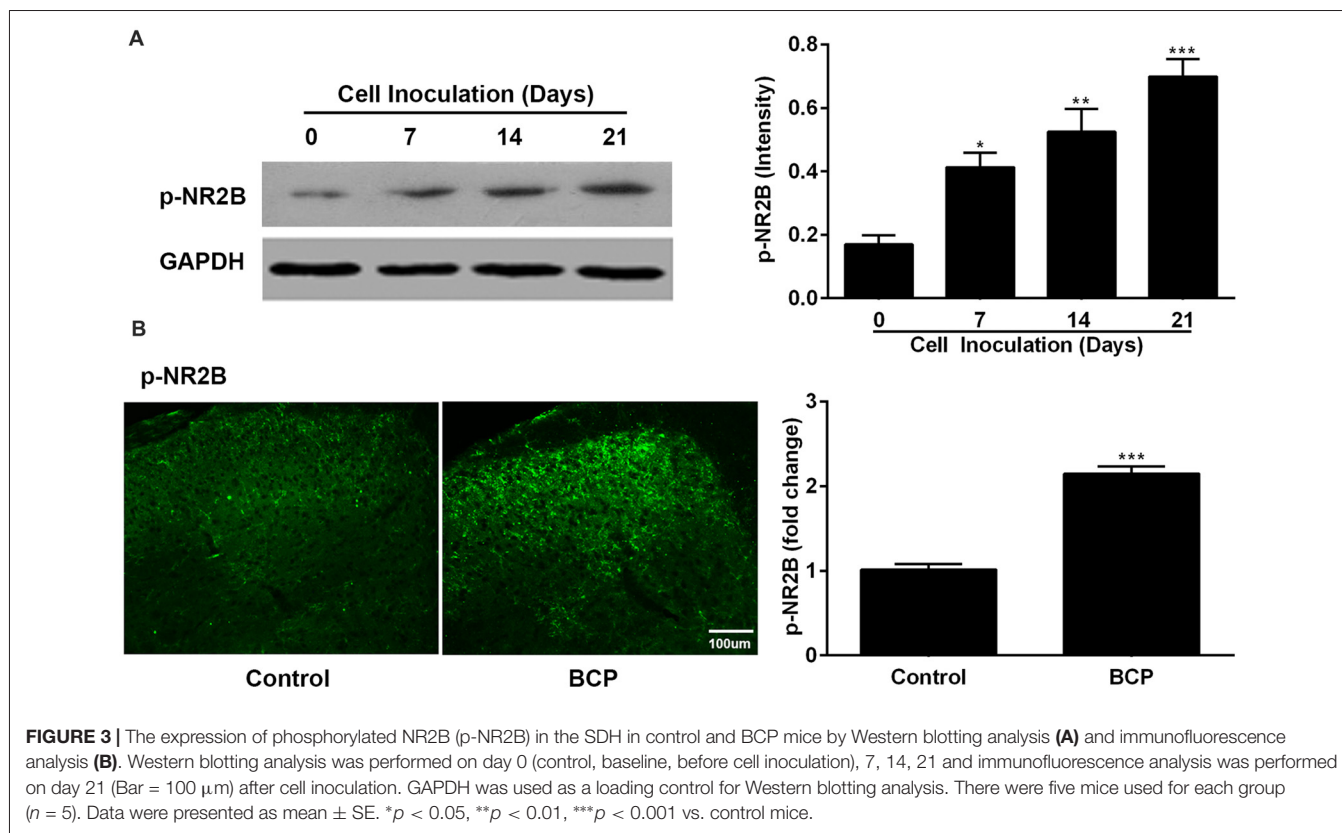 A
Cell Inoculation (Days)
0 7 14 21
p-NR2B
GAPDH
p-NR2B (Intensity)
0.8
0.6
0.4
0.2
0.0
*
**
***
0 7 14 21
Cell Inoculation (Days)
B
p-NR2B
100um
Control BCP
p-NR2B (fold change)
3
2
1
0
***
Control BCP
FIGURE 3 | The expression of phosphorylated NR2B (p-NR2B) in the SDH in control and BCP mice by Western blotting analysis (A) and immunofluorescence
analysis (B). Western blotting analysis was performed on day 0 (control, baseline, before cell inoculation), 7, 14, 21 and immunofluorescence analysis was performed
on day 21 (Bar = 100 μm) after cell inoculation. GAPDH was used as a loading control for Western blotting analysis. There were five mice used for each group
(n = 5). Data were presented as mean ± SE. *p < 0.05, **p < 0.01, ***p < 0.001 vs. control mice.